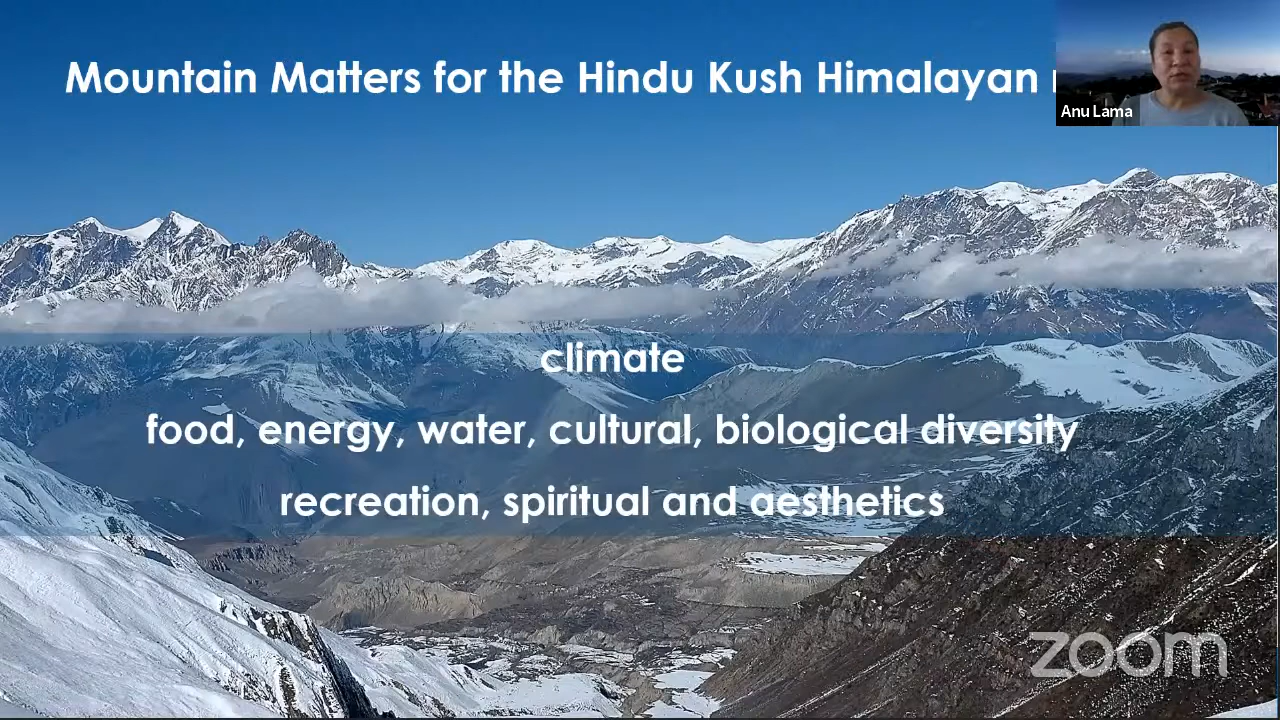 Mountain Matters for the Hindu Kush Himalayan
Anu Lama
climate
food, energy, water, cultural, biological diversity
recreation, spiritual and aesthetics
zoom